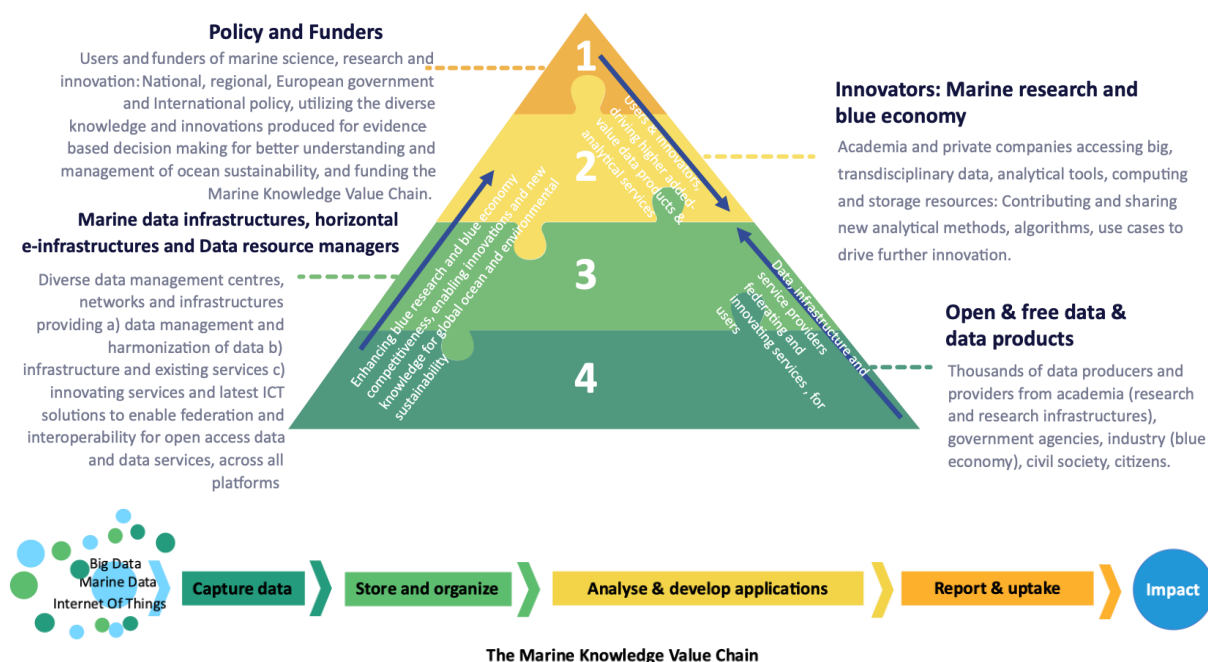 Policy and Funders
Users and funders of marine science, research and
innovation: National, regional, European government
and International policy, utilizing the diverse
knowledge and innovations produced for evidence
based decision making for better understanding and
management of ocean sustainability, and funding the
Marine Knowledge Value Chain.
Marine data infrastructures, horizontal
e-infrastructures and Data resource managers
Diverse data management centres,
networks and infrastructures
providing a) data management and
harmonization of data b)
infrastructure and existing services c)
innovating services and latest ICT
solutions to enable federation and
interoperability for open access data
and data services, across all
platforms
1
2
3
4
Users & innovators,
driving higher added-
value data products &
analytical services
Enhancing blue research and blue economy
competitiveness, enabling innovations and new
knowledge for global ocean and environmental
sustainability
Data, infrastructure and
service providers
federating and
innovating services , for
users
Innovators: Marine research and
blue economy
Academia and private companies accessing big,
transdisciplinary data, analytical tools, computing
and storage resources: Contributing and sharing
new analytical methods, algorithms, use cases to
drive further innovation.
Open & free data &
data products
Thousands of data producers and
providers from academia (research
and research infrastructures),
government agencies, industry (blue
economy), civil society, citizens.
Big Data
Marine Data
Internet Of Things
Capture data
Store and organize
Analyse & develop applications
Report & uptake
Impact
The Marine Knowledge Value Chain